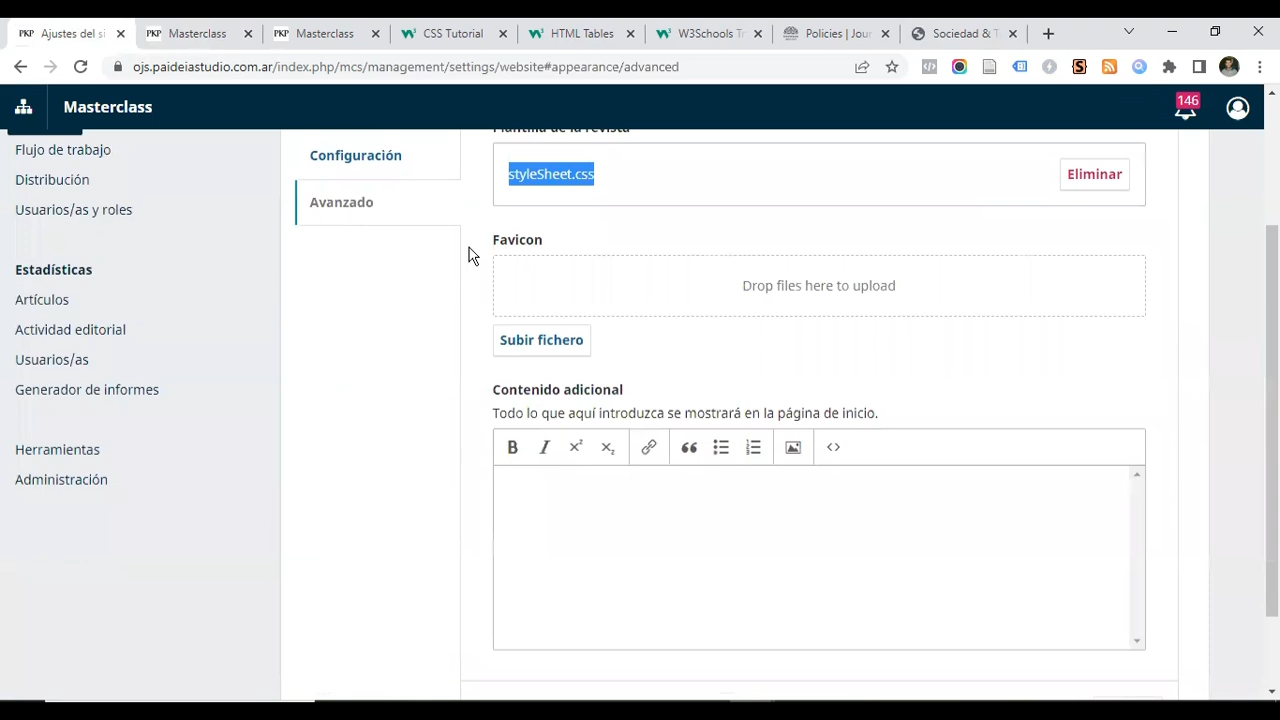 Ajustes del si
Masterclass
Masterclass
CSS Tutorial
HTML Tables
W3Schools Tr
Policies | Jour
Sociedad & T
ojs.paideiastudio.com.ar/index.php/mcs/management/settings/website#appearance/advanced
Masterclass
146
Flujo de trabajo
Distribución
Usuarios/as y roles
Estadísticas
Artículos
Actividad editorial
Usuarios/as
Generador de informes
Herramientas
Administración
Configuración
Avanzado
Plantilla de la revista
styleSheet.css
Eliminar
Favicon
Drop files here to upload
Subir fichero
Contenido adicional
Todo lo que aquí introduzca se mostrará en la página de inicio.